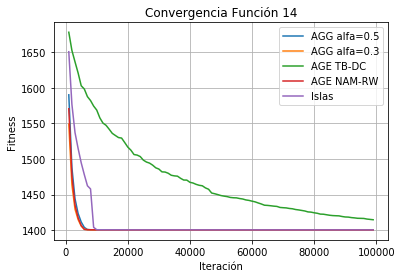 Convergencia Función 14
AGG alfa=0.5
AGG alfa=0.3
AGE TB-DC
AGE NAM-RW
Islas
Fitness
1650
1600
1550
1500
1450
1400
0 20000 40000 60000 80000 100000
Iteración